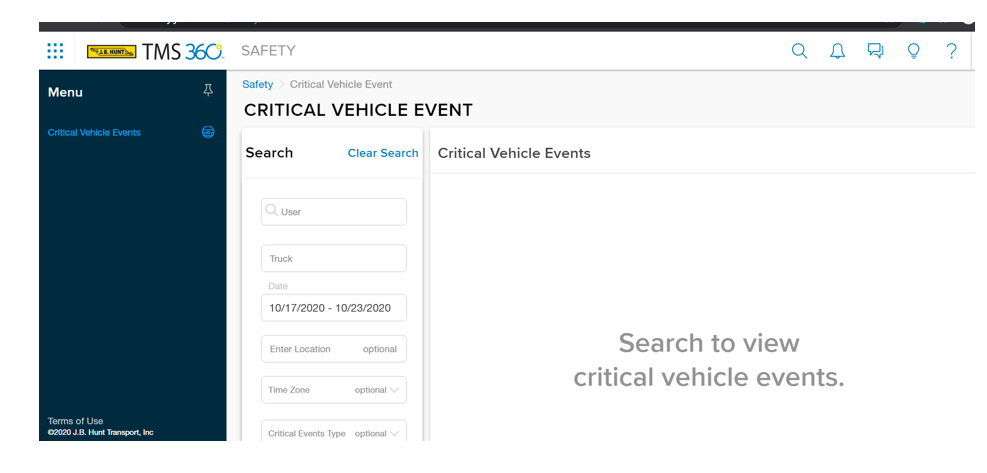 J.B. HUNT TMS 360 SAFETY ?
Menu
Critical Vehicle Events
Terms of Use
©2020 J.B. Hunt Transport, Inc
Safety > Critical Vehicle Event
CRITICAL VEHICLE EVENT
Search Clear Search
User
Truck
Date
10/17/2020 - 10/23/2020
Enter Location optional
Time Zone optional
Critical Events Type optional
Critical Vehicle Events
Search to view
critical vehicle events.